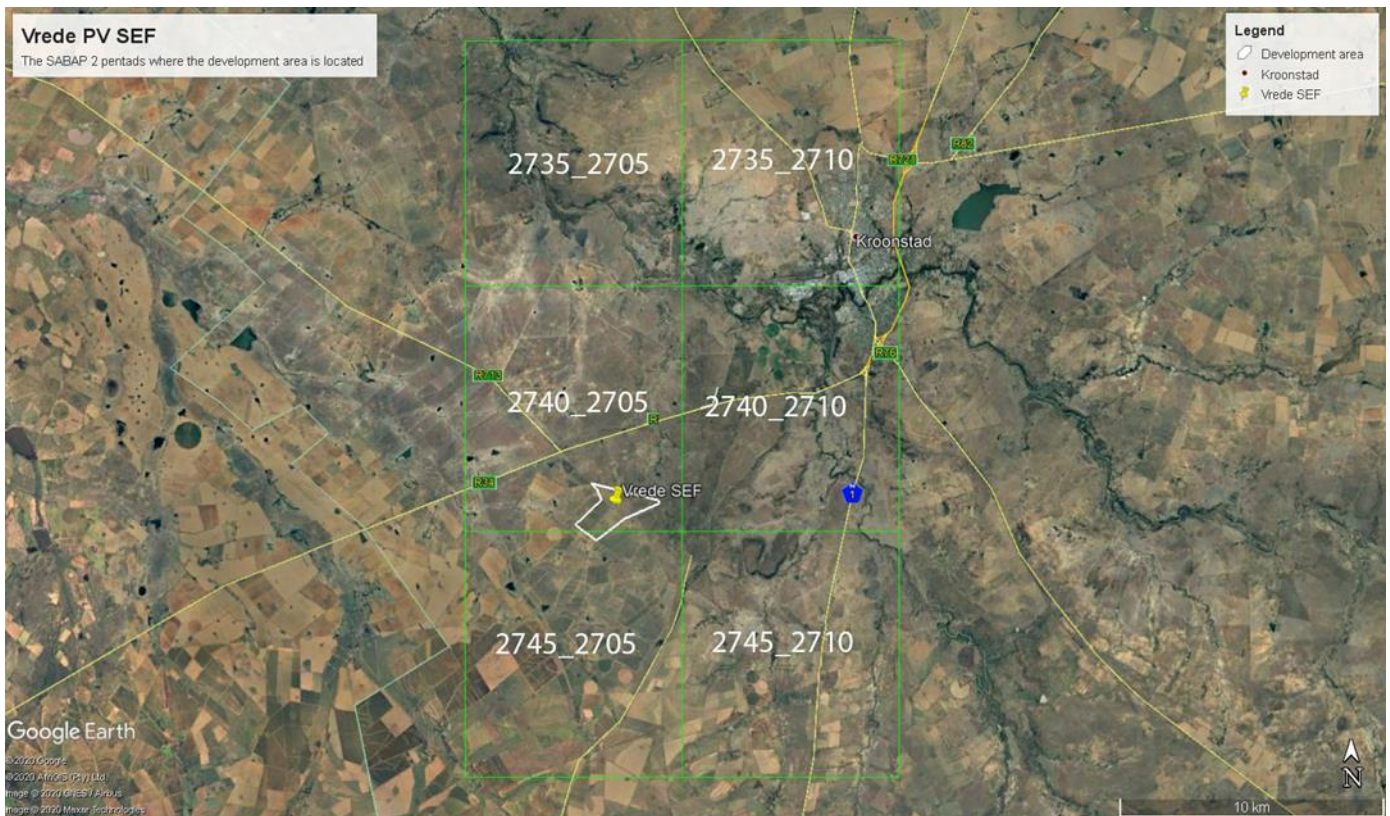 Vrede PV SEF
The SABAP 2 pentads where the development area is located
Legend
Development area
Kroonstad
Vrede SEF
R82
2735_2705
2735_2710
Kroonstad
R76
R713
2740_2705
2740_2710
R
R34
Vrede SEF
N
1
2745_2705
2745_2710
Google Earth
©2020 Google
©2020 AfriGIS (Pty) Ltd.
Image © 2020 CNES / Airbus
Image © 2020 Maxar Technologies
N
10 km